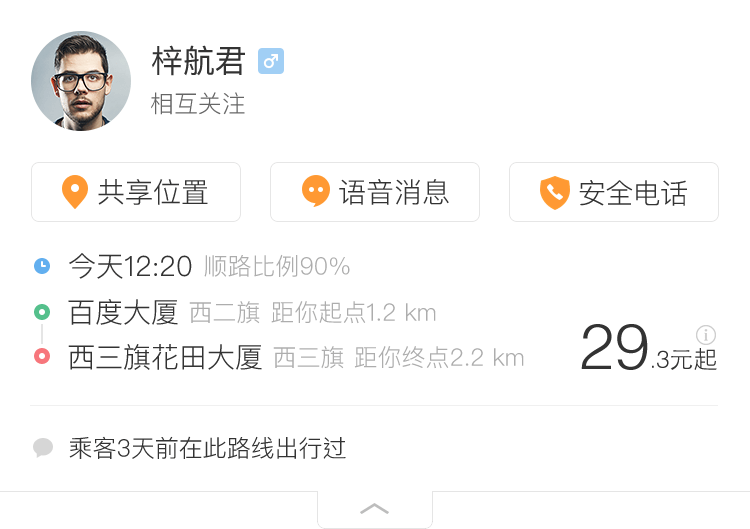 梓航君
相互关注
共享位置 语音消息 安全电话
今天12:20 顺路比例90%
百度大厦 西二旗 距你起点1.2 km
西三旗花田大厦 西三旗 距你终点2.2 km
29.3元起
乘客3天前在此路线出行过